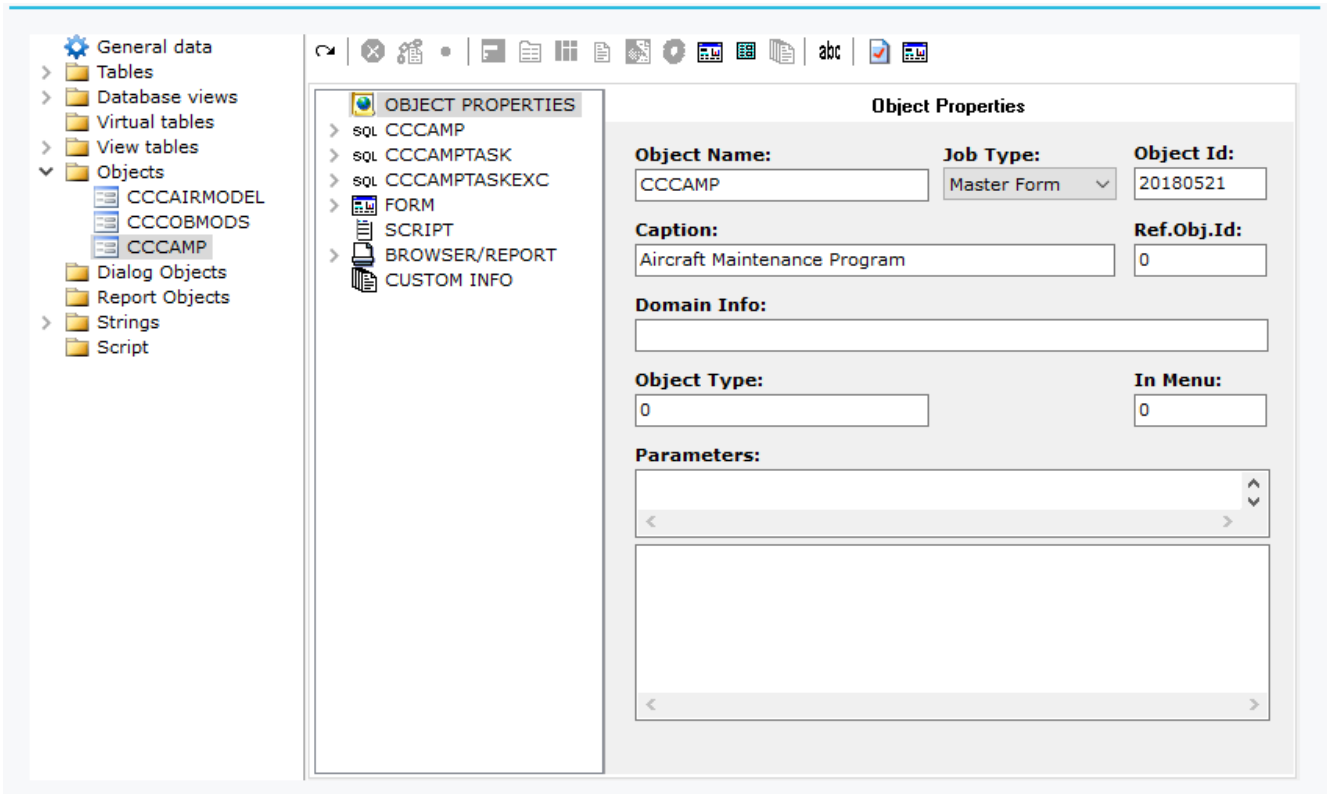 General data
Tables
Database views
Virtual tables
View tables
Objects
CCCAIRMODEL
CCCOBMODS
CCCAMP
Dialog Objects
Report Objects
Strings
Script
abc
OBJECT PROPERTIES
SQL CCCAMP
SQL CCCAMPTASK
SQL CCCAMPTASKEXC
FORM
SCRIPT
BROWSER/REPORT
CUSTOM INFO
Object Properties
Object Name: Job Type: Object Id:
CCCAMP Master Form 20180521
Caption: Ref.Obj.Id:
Aircraft Maintenance Program 0
Domain Info:
Object Type: In Menu:
0 0
Parameters: